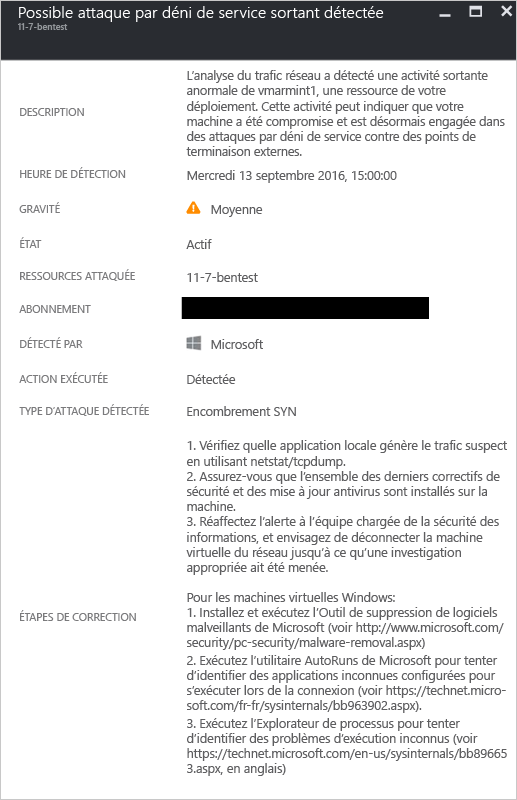 Possible attaque par déni de service sortant détectée
11-7-bentest
DESCRIPTION
L'analyse du trafic réseau a détecté une activité sortante
anormale de vmarmint1, une ressource de votre
déploiement. Cette activité peut indiquer que votre
machine a été compromise et est désormais engagée dans
des attaques par déni de service contre des points de
terminaison externes.
HEURE DE DÉTECTION
Mercredi 13 septembre 2016, 15:00:00
GRAVITÉ
Moyenne
ÉTAT
Actif
RESSOURCES ATTAQUÉE
11-7-bentest
ABONNEMENT
DÉTECTÉ PAR
Microsoft
ACTION EXÉCUTÉE
Détectée
TYPE D'ATTAQUE DÉTECTÉE
Encombrement SYN
ÉTAPES DE CORRECTION
1. Vérifiez quelle application locale génère le trafic suspect
en utilisant netstat/tcpdump.
2. Assurez-vous que l'ensemble des derniers correctifs de
sécurité et des mise à jour antivirus sont installés sur la
machine.
3. Réaffectez l'alerte à l'équipe chargée de la sécurité des
informations, et envisagez de déconnecter la machine
virtuelle du réseau jusqu'à ce qu'une investigation
appropriée ait été menée.
Pour les machines virtuelles Windows:
1. Installez et exécutez l'Outil de suppression de logiciels
malveillants de Microsoft (voir http://www.microsoft.com/
security/pc-security/malware-removal.aspx)
2. Exécutez l'utilitaire AutoRuns de Microsoft pour tenter
d'identifier des applications inconnues configurées pour
s'exécuter lors de la connexion (voir https://technet.micro-
soft.com/fr-fr/sysinternals/bb963902.aspx).
3. Exécutez l'Explorateur de processus pour tenter
d'identifier des problèmes d'exécution inconnus (voir
https://technet.microsoft.com/en-us/sysinternals/bb89665
3.aspx, en anglais)